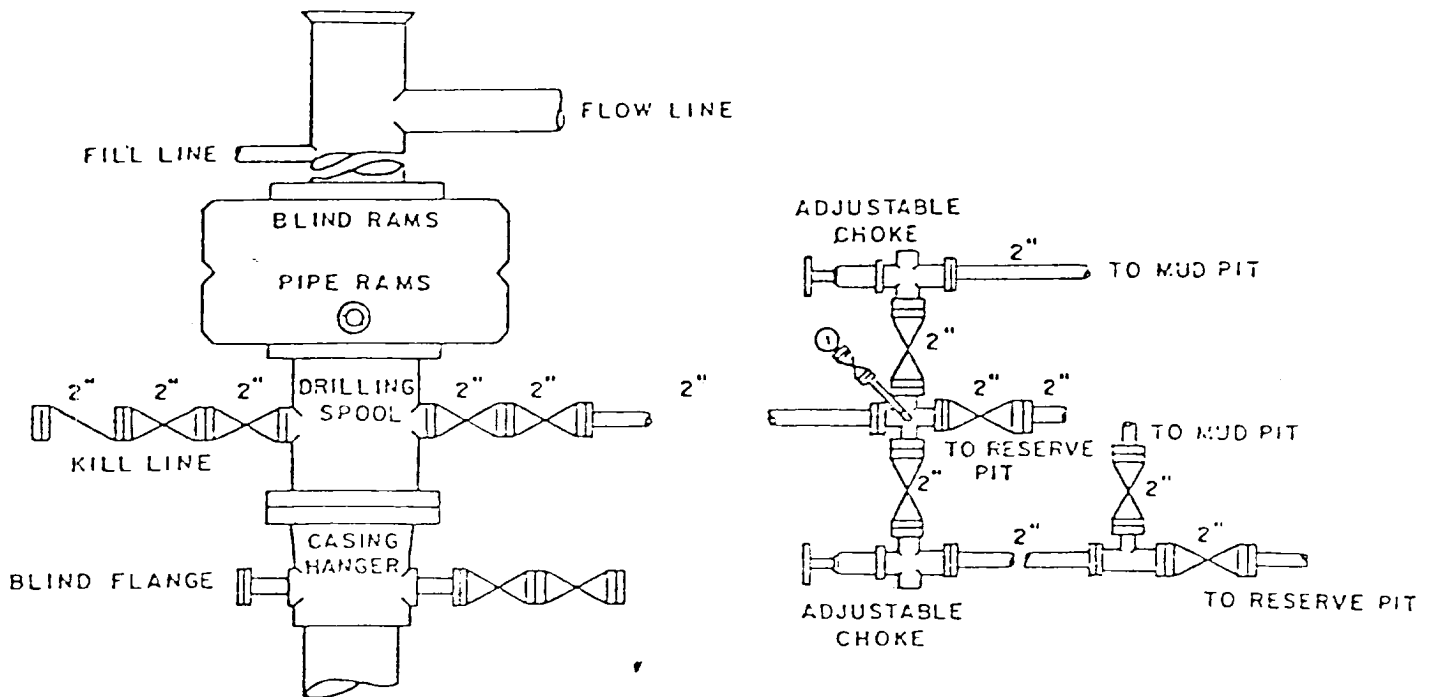 FLOW LINE
FILL LINE
BLIND RAMS
PIPE RAMS
2" 2" 2"
DRILLING
SPOOL
2" 2" 2"
KILL LINE
CASING
HANGER
BLIND FLANGE
ADJUSTABLE
CHOKE
2"
TO MUD PIT
2"
2" 2"
TO RESERVE
PIT
TO MUD PIT
2"
2"
2"
2"
TO RESERVE PIT
ADJUSTABLE
CHOKE